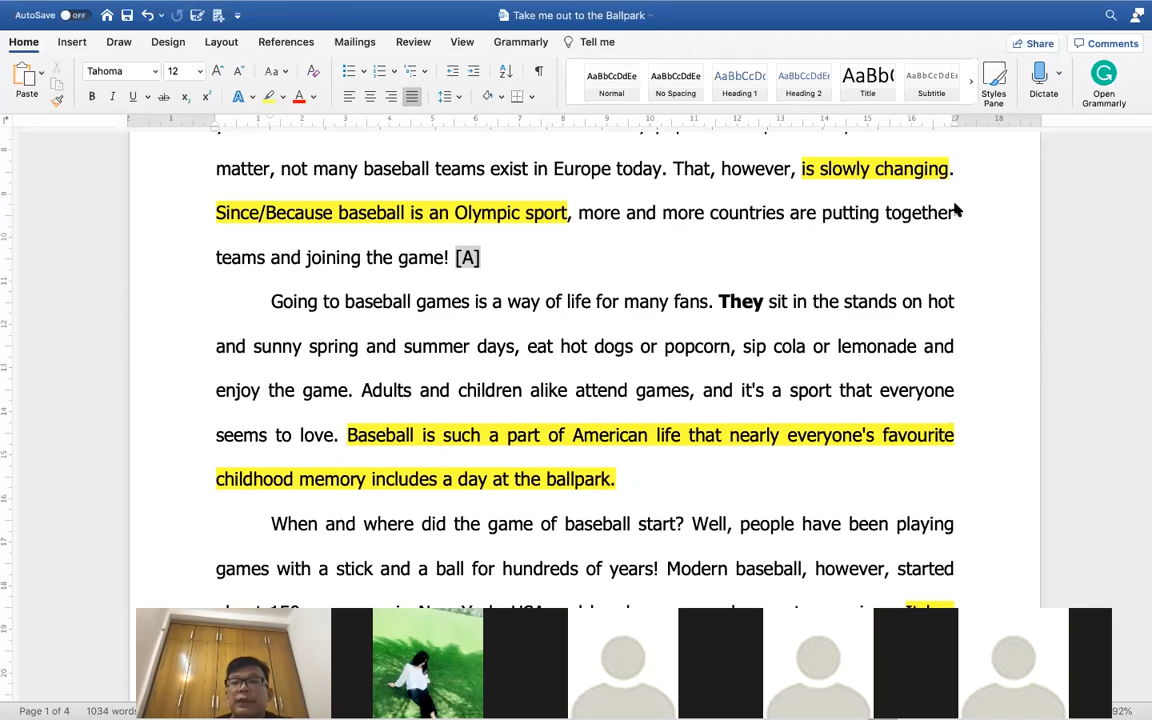 AutoSave OFF
Take me out to the Ballpark
Home Insert Draw Design Layout References Mailings Review View Grammarly Tell me
Share Comments
Paste
Tahoma 12
AaBbCcDdEe AaBbCcDdEe AaBbCcDc AaBbCcDdEe AaBb( AaBbCcDdEe
Normal No Spacing Heading 1 Heading 2 Title Subtitle
Styles Pane
Dictate
Open Grammarly
matter, not many baseball teams exist in Europe today. That, however, is slowly changing.
Since/Because baseball is an Olympic sport, more and more countries are putting together
teams and joining the game! [A]
Going to baseball games is a way of life for many fans. They sit in the stands on hot
and sunny spring and summer days, eat hot dogs or popcorn, sip cola or lemonade and
enjoy the game. Adults and children alike attend games, and it's a sport that everyone
seems to love. Baseball is such a part of American life that nearly everyone's favourite
childhood memory includes a day at the ballpark.
When and where did the game of baseball start? Well, people have been playing
games with a stick and a ball for hundreds of years! Modern baseball, however, started
Page 1 of 4 1034 words
92%